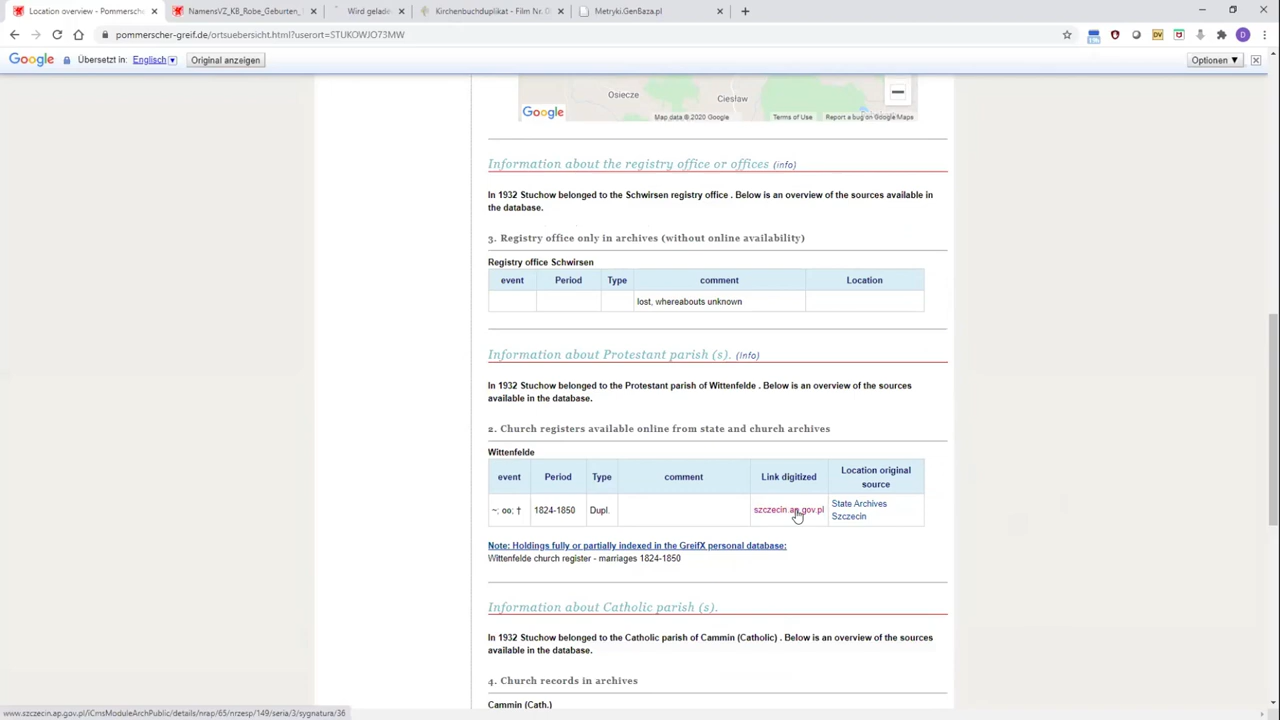 Location overview - Pommersche
NamensVZ_KB_Robe_Geburten_
Wird gelade
Kirchenbuchduplikat - Film Nr. 0
Metryki.GenBaza.pl
pommerscher-greif.de/ortsuebersicht.html?userort=STUKOWJO73MW
Google Übersetzt in: Englisch Original anzeigen Optionen ▼
Osiecze
Cieslaw
Google Map data © 2020 Google Terms of Use Report a bug on Google Maps
Information about the registry office or offices (info)
In 1932 Stuchow belonged to the Schwirsen registry office . Below is an overview of the sources available in
the database.
3. Registry office only in archives (without online availability)
Registry office Schwirsen
event Period Type comment Location
lost, whereabouts unknown
Information about Protestant parish (s). (Info)
In 1932 Stuchow belonged to the Protestant parish of Wittenfelde . Below is an overview of the sources
available in the database.
2. Church registers available online from state and church archives
Wittenfelde
event Period Type comment Link digitized Location original
source
~; oo; † 1824-1850 Dupl. szczecin.ap.gov.pl State Archives
Szczecin
Note: Holdings fully or partially indexed in the GreifX personal database:
Wittenfelde church register - marriages 1824-1850
Information about Catholic parish (s).
In 1932 Stuchow belonged to the Catholic parish of Cammin (Catholic) . Below is an overview of the sources
available in the database.
4. Church records in archives
Cammin (Cath.)
www.szczecin.ap.gov.pl/iCmsModuleArchPublic/details/nrap/65/nrzesp/149/seria/3/sygnatura/36